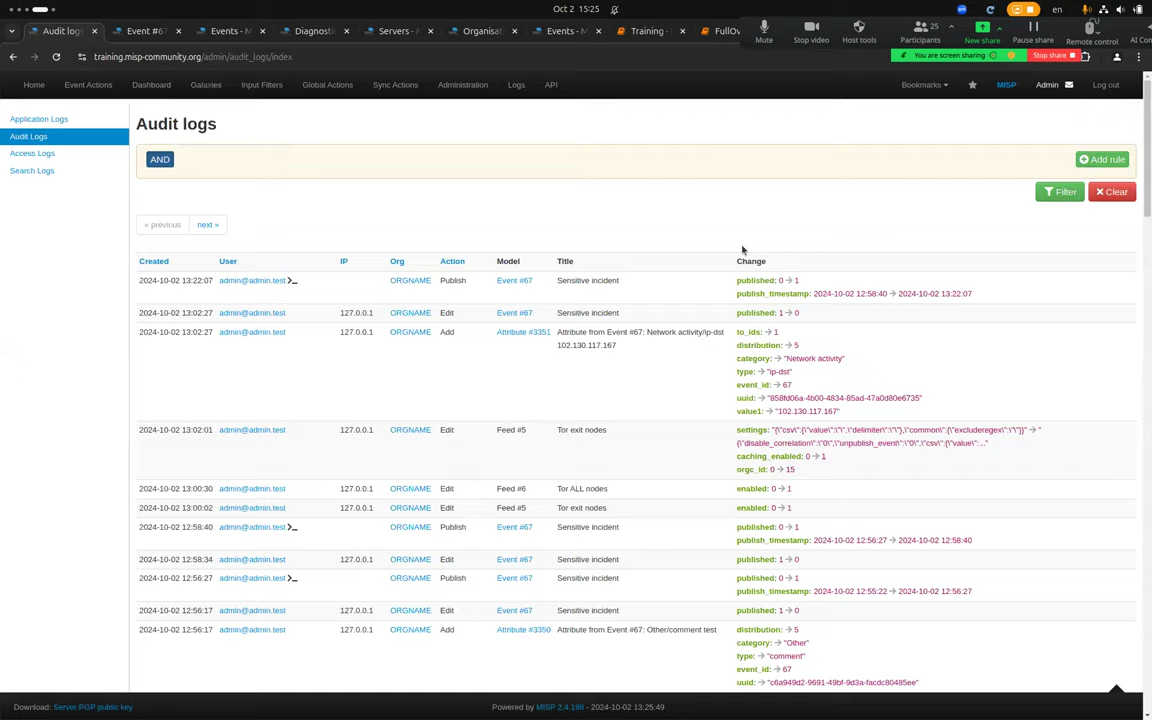 Oct 2 15:25
en
Audit logs
Event #67
Events - M
Diagnost
Servers - M
Organisat
Events - M
Training -
FullOv
Mute
Stop video
Host tools
25
Participants
New share
Pause share
Remote control
AI Con
You are screen sharing
Stop share
training.misp-community.org/admin/audit_logs/index
Home
Event Actions
Dashboard
Galaxies
Input Filters
Global Actions
Sync Actions
Administration
Logs
API
Bookmarks
MISP
Admin
Log out
Application Logs
Audit Logs
Access Logs
Search Logs
Audit logs
AND
Add rule
Filter
Clear
« previous
next »
Created User IP Org Action Model Title Change
2024-10-02 13:22:07 admin@admin.test ORGNAME Publish Event #67 Sensitive incident published: 0 → 1
publish_timestamp: 2024-10-02 12:58:40 → 2024-10-02 13:22:07
2024-10-02 13:02:27 admin@admin.test 127.0.0.1 ORGNAME Edit Event #67 Sensitive incident published: 1 → 0
2024-10-02 13:02:27 admin@admin.test 127.0.0.1 ORGNAME Add Attribute #3351 Attribute from Event #67: Network activity/ip-dst to_ids: → 1
102.130.117.167 distribution: → 5
category: → "Network activity"
type: → "ip-dst"
event_id: → 67
uuid: → "858fd06a-4b00-4834-85ad-47a0d80e6735"
value1: → "102.130.117.167"
2024-10-02 13:02:01 admin@admin.test 127.0.0.1 ORGNAME Edit Feed #5 Tor exit nodes settings: "{\"csv\":{\"value\":\"\",\"delimiter\":\"\"},\"common\":{\"excluderegex\":\"\"}}" → "
{\"disable_correlation\":\"0\",\"unpublish_event\":\"0\",\"csv\":{\"value\":..."
caching_enabled: 0 → 1
orgc_id: 0 → 15
2024-10-02 13:00:30 admin@admin.test 127.0.0.1 ORGNAME Edit Feed #6 Tor ALL nodes enabled: 0 → 1
2024-10-02 13:00:02 admin@admin.test 127.0.0.1 ORGNAME Edit Feed #5 Tor exit nodes enabled: 0 → 1
2024-10-02 12:58:40 admin@admin.test ORGNAME Publish Event #67 Sensitive incident published: 0 → 1
publish_timestamp: 2024-10-02 12:56:27 → 2024-10-02 12:58:40
2024-10-02 12:58:34 admin@admin.test 127.0.0.1 ORGNAME Edit Event #67 Sensitive incident published: 1 → 0
2024-10-02 12:56:27 admin@admin.test ORGNAME Publish Event #67 Sensitive incident published: 0 → 1
publish_timestamp: 2024-10-02 12:55:22 → 2024-10-02 12:56:27
2024-10-02 12:56:17 admin@admin.test 127.0.0.1 ORGNAME Edit Event #67 Sensitive incident published: 1 → 0
2024-10-02 12:56:17 admin@admin.test 127.0.0.1 ORGNAME Add Attribute #3350 Attribute from Event #67: Other/comment test distribution: → 5
category: → "Other"
type: → "comment"
event_id: → 67
uuid: → "c6a949d2-9691-49bf-9d3a-facdc80485ee"
Download: Server PGP public key
Powered by MISP 2.4.198 - 2024-10-02 13:25:49